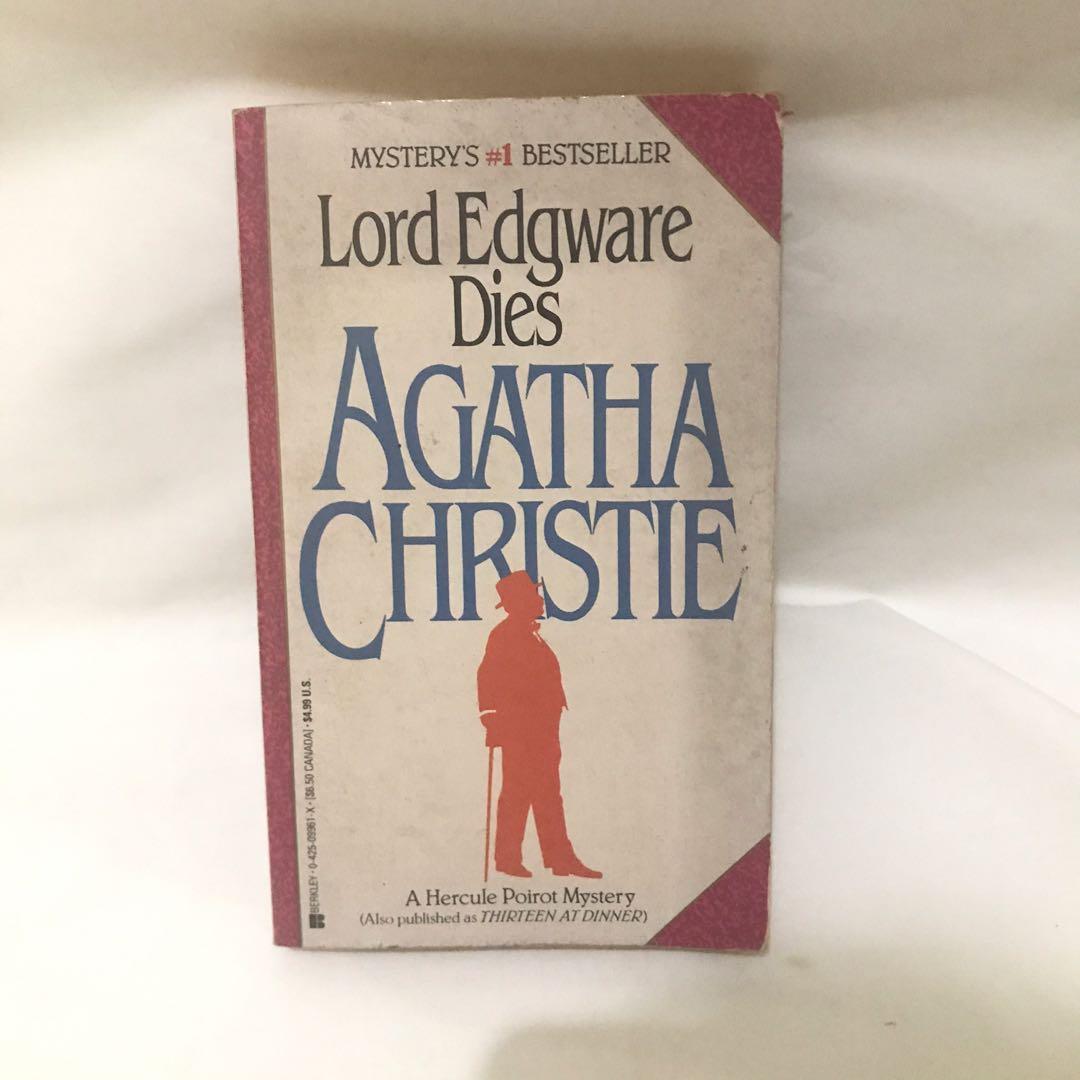 MYSTERY'S #1 BESTSELLER
Lord Edgware
Dies
AGATHA
CHRISTIE
A Hercule Poirot Mystery
(Also published as THIRTEEN AT DINNER)
BERKLEY • 0-425-09961-X • [$6.50 CANADA] • $4.99 U.S.